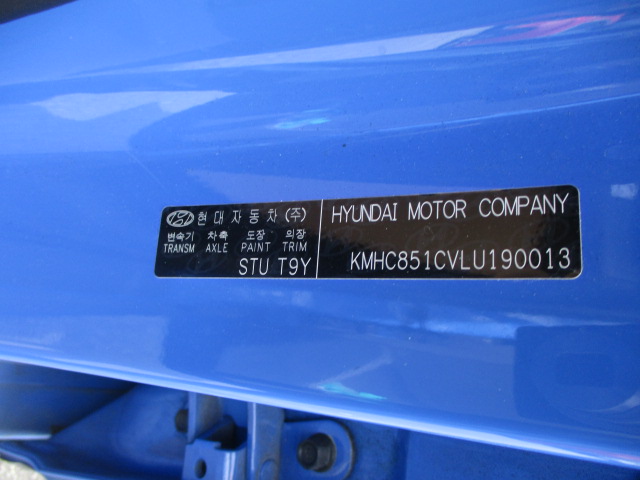 현대자동차(주)
변속기 차축 도장 의장
TRANSM AXLE PAINT TRIM
STU T9Y
HYUNDAI MOTOR COMPANY
KMHC851CVLU190013